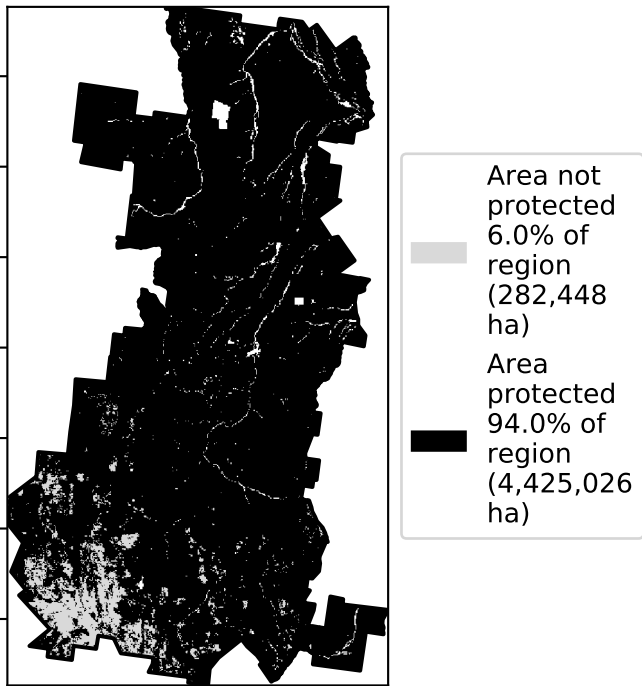 Area not
protected
6.0% of
region
(282,448
ha)
Area
protected
94.0% of
region
(4,425,026
ha)